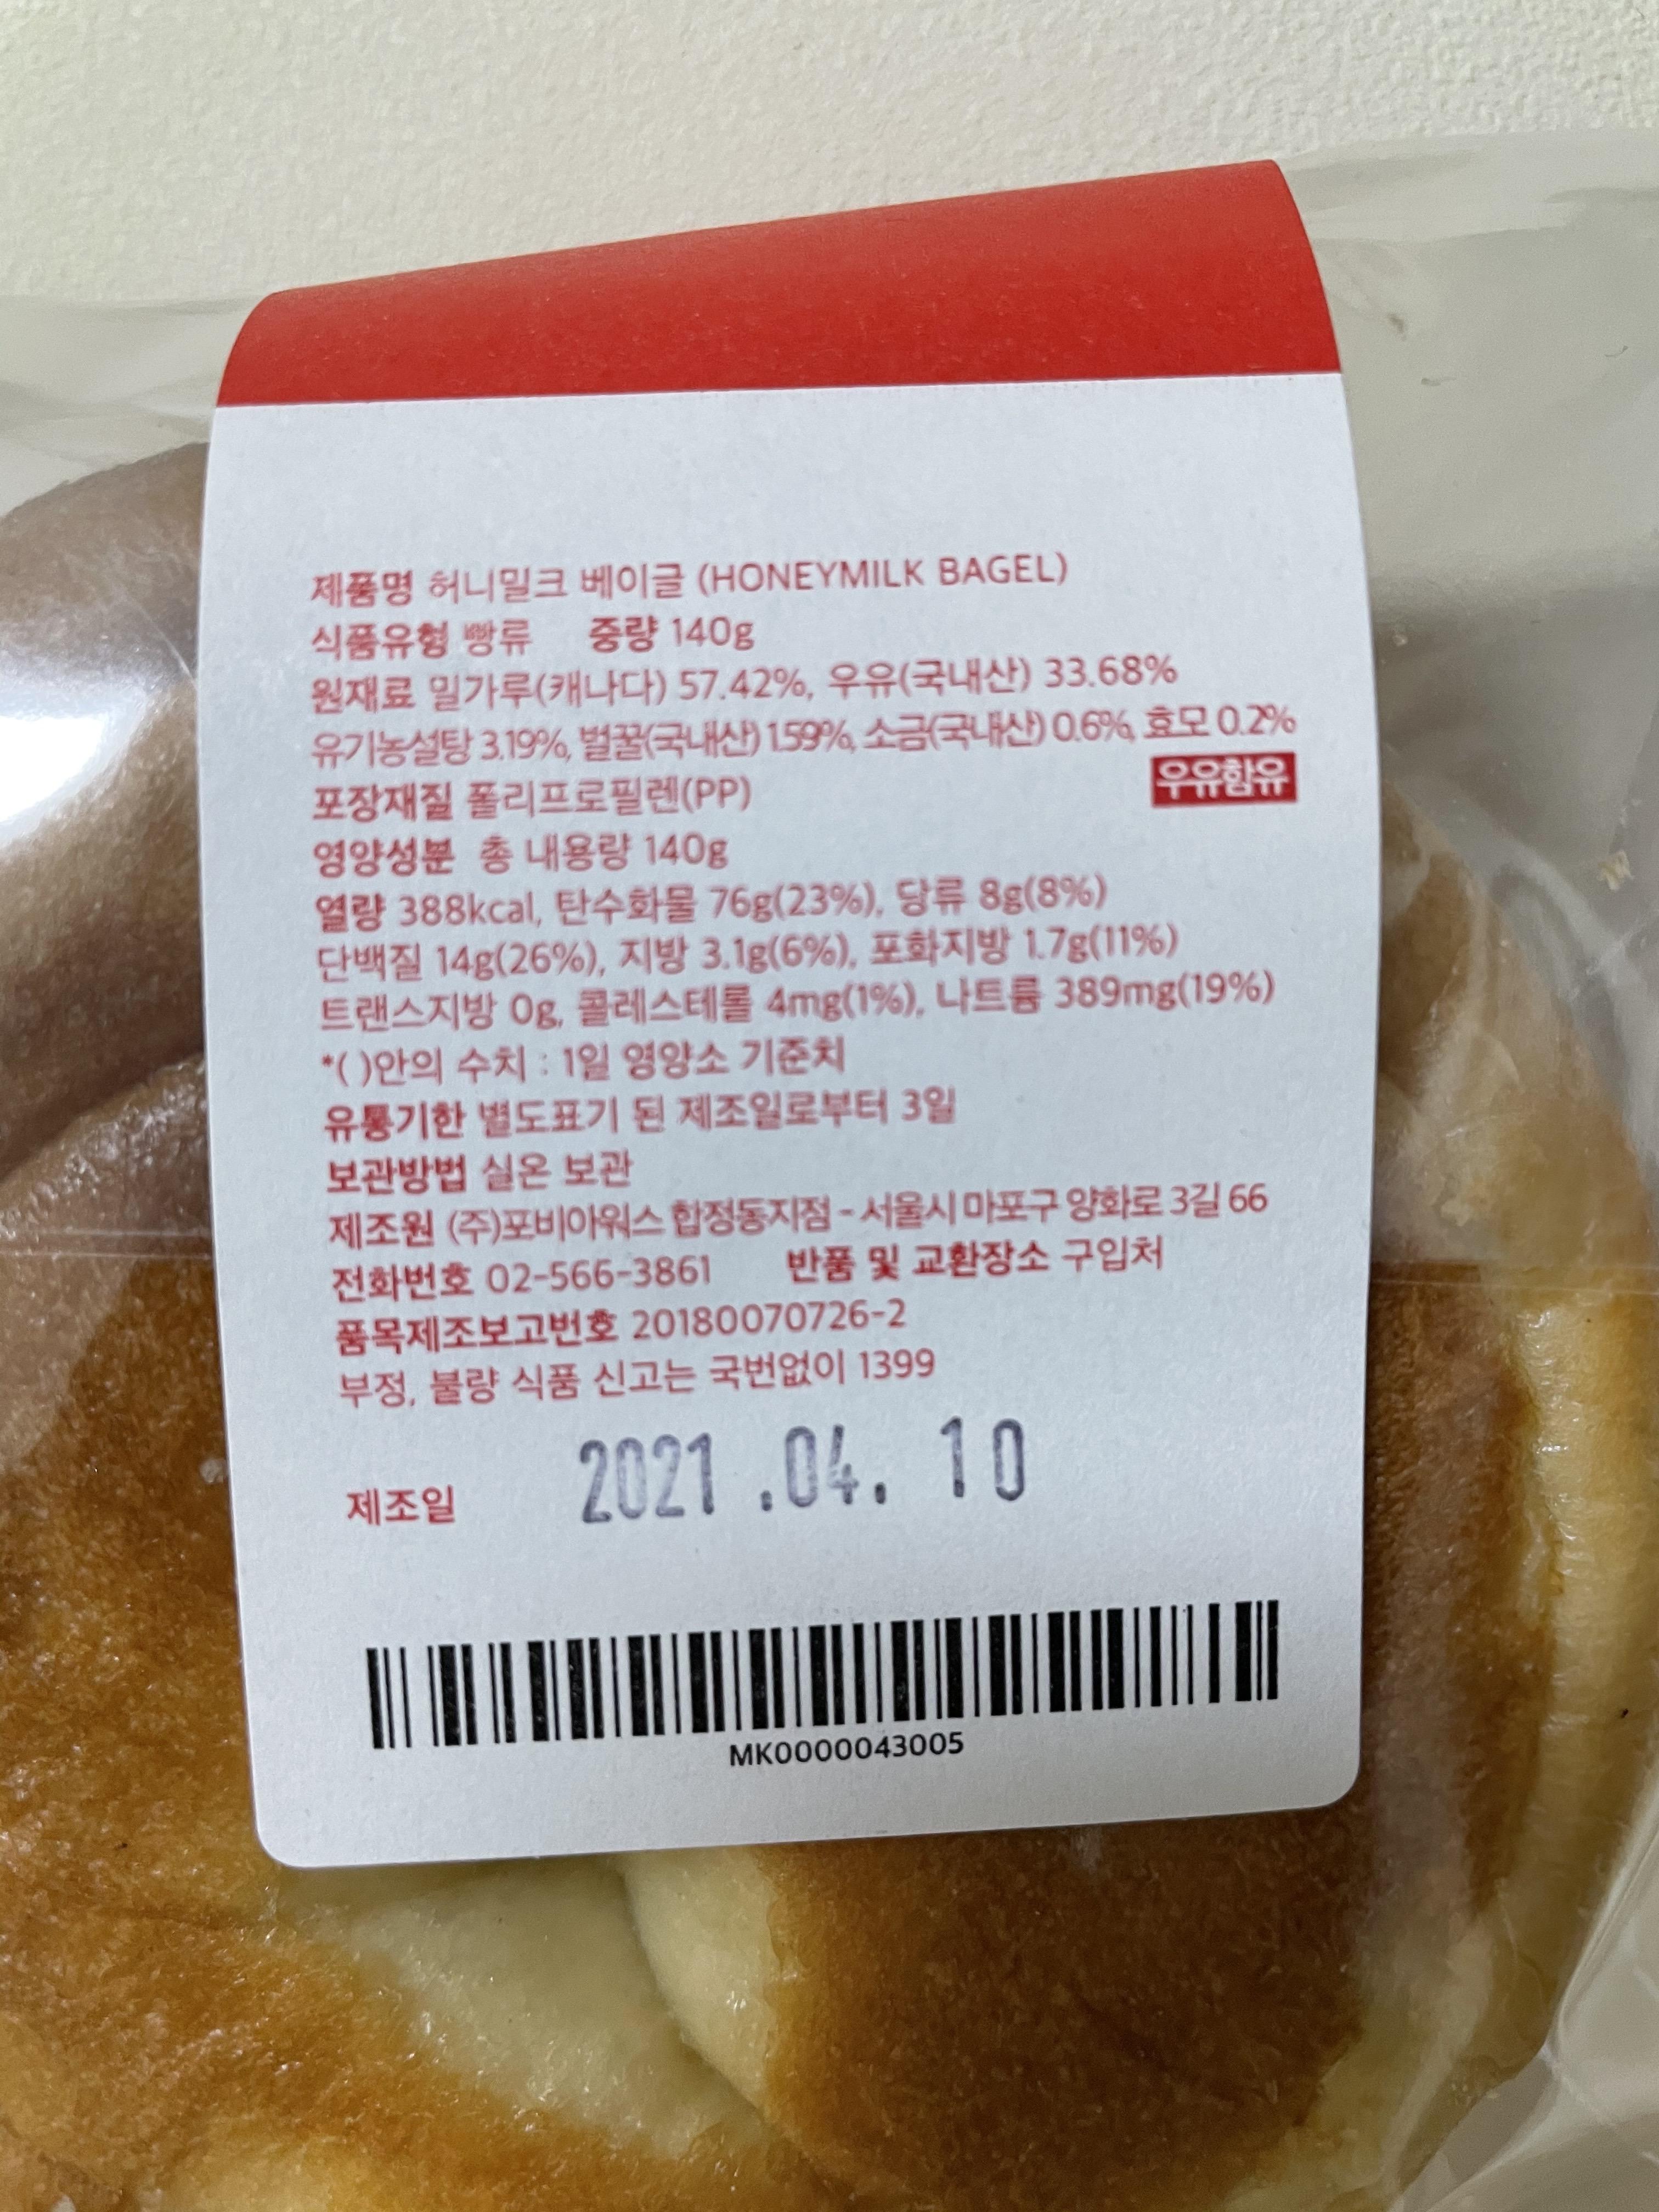 제품명 허니밀크 베이글 (HONEYMILK BAGEL)
식품유형 빵류 중량 140g
원재료 밀가루(캐나다) 57.42%, 우유(국내산) 33.68%
유기농설탕 3.19%, 벌꿀(국내산) 1.59%, 소금(국내산) 0.6%, 효모 0.2%
우유함유
포장재질 폴리프로필렌(PP)
영양성분 총 내용량 140g
열량 388kcal, 탄수화물 76g(23%), 당류 8g(8%)
단백질 14g(26%), 지방 3.1g(6%), 포화지방 1.7g(11%)
트랜스지방 0g, 콜레스테롤 4mg(1%), 나트륨 389mg(19%)
*( )안의 수치 : 1일 영양소 기준치
유통기한 별도표기 된 제조일로부터 3일
보관방법 실온 보관
제조원 (주)포비아워스 합정동지점 - 서울시 마포구 양화로 3길 66
전화번호 02-566-3861 반품 및 교환장소 구입처
품목제조보고번호 20180070726-2
부정, 불량 식품 신고는 국번없이 1399
제조일 2021 .04. 10
MK0000043005